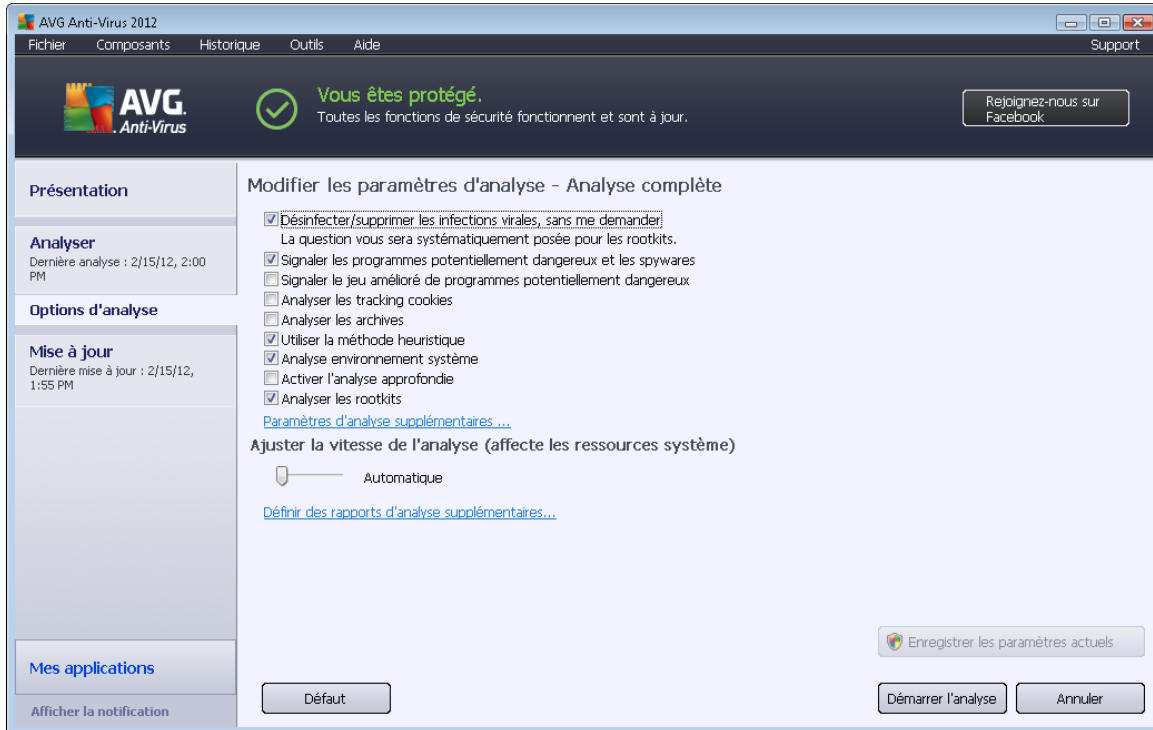 AVG Anti-Virus 2012
Fichier Composants Historique Outils Aide Support
AVG.
Anti-Virus
Vous êtes protégé.
Toutes les fonctions de sécurité fonctionnent et sont à jour.
Rejoignez-nous sur
Facebook
Présentation
Analyser
Dernière analyse : 2/15/12, 2:00
PM
Options d'analyse
Mise à jour
Dernière mise à jour : 2/15/12,
1:55 PM
Mes applications
Afficher la notification
Modifier les paramètres d'analyse - Analyse complète
Désinfecter/supprimer les infections virales, sans me demander
La question vous sera systématiquement posée pour les rootkits.
Signaler les programmes potentiellement dangereux et les spywares
Signaler le jeu amélioré de programmes potentiellement dangereux
Analyser les tracking cookies
Analyser les archives
Utiliser la méthode heuristique
Analyse environnement système
Activer l'analyse approfondie
Analyser les rootkits
Paramètres d'analyse supplémentaires ...
Ajuster la vitesse de l'analyse (affecte les ressources système)
Automatique
Définir des rapports d'analyse supplémentaires...
Enregistrer les paramètres actuels
Défaut
Démarrer l'analyse
Annuler